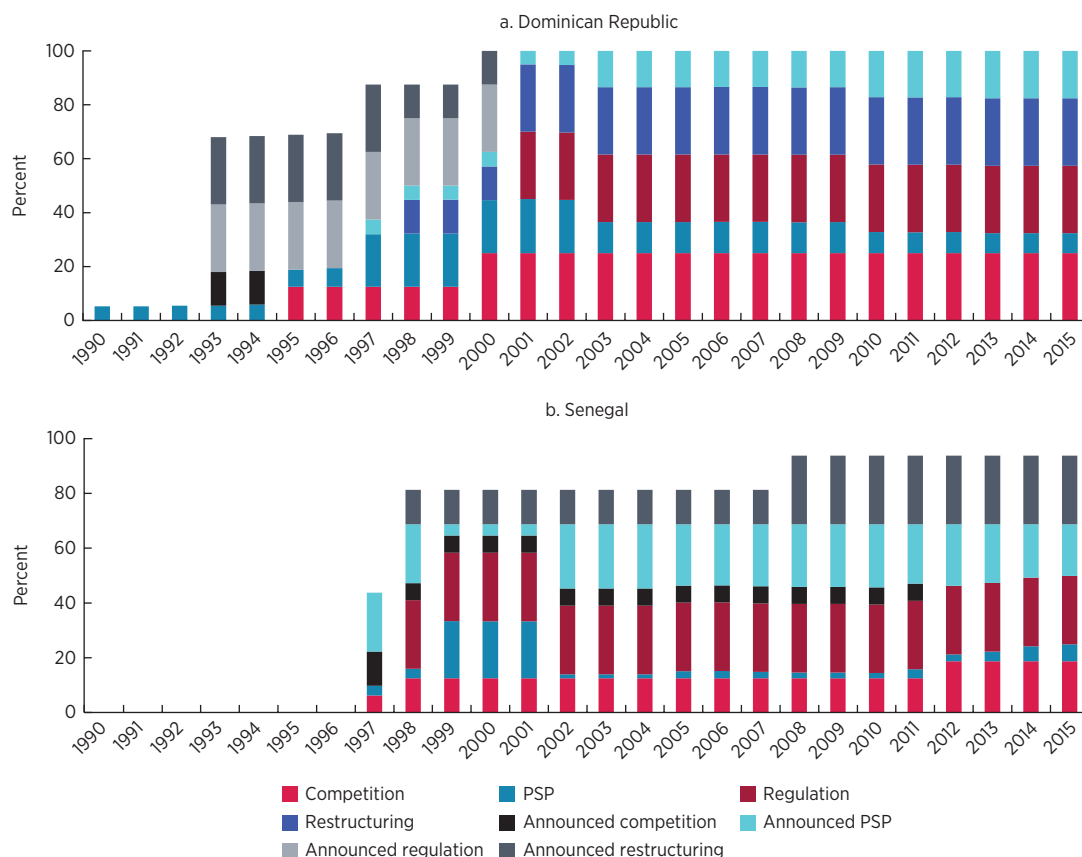 a. Dominican Republic
Percent
100
80
60
40
20
0
1990 1991 1992 1993 1994 1995 1996 1997 1998 1999 2000 2001 2002 2003 2004 2005 2006 2007 2008 2009 2010 2011 2012 2013 2014 2015
b. Senegal
Percent
100
80
60
40
20
0
1990 1991 1992 1993 1994 1995 1996 1997 1998 1999 2000 2001 2002 2003 2004 2005 2006 2007 2008 2009 2010 2011 2012 2013 2014 2015
Competition PSP Regulation
Restructuring Announced competition Announced PSP
Announced regulation Announced restructuring